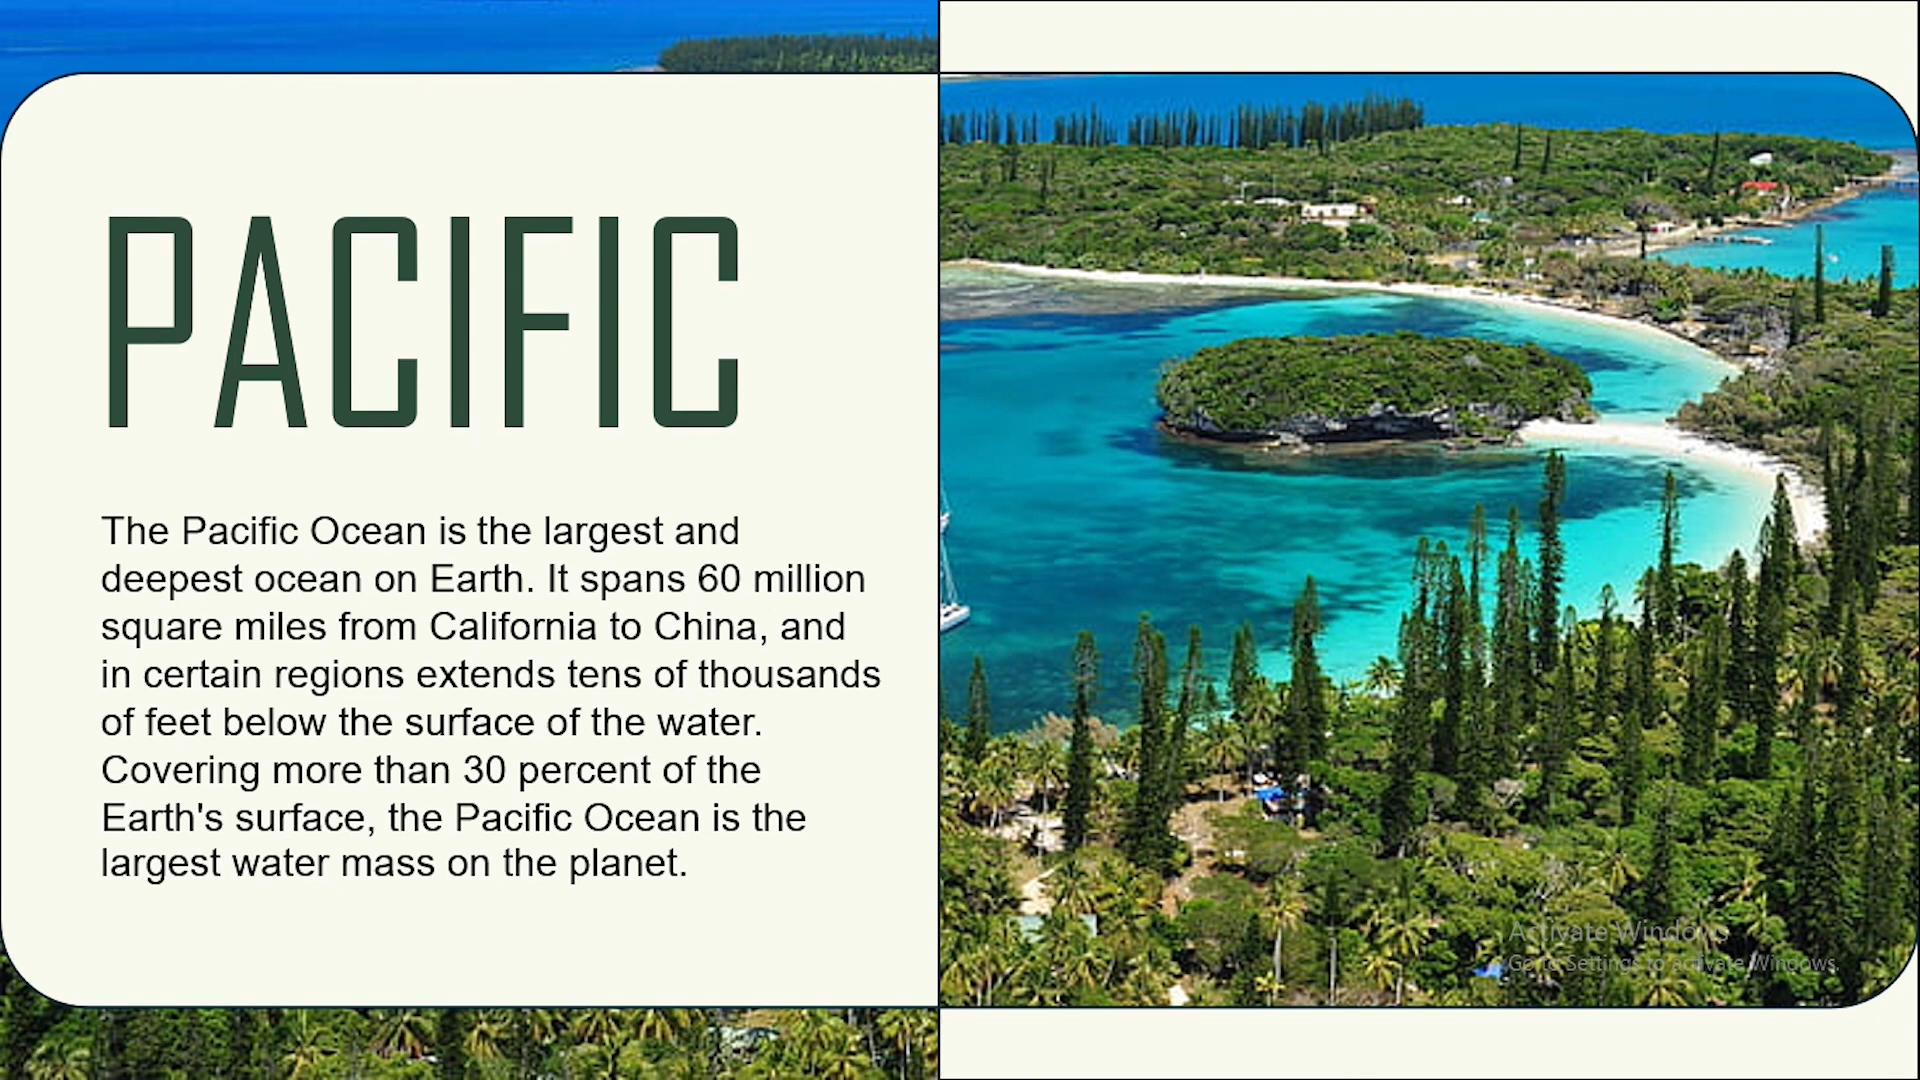 PACIFIC
The Pacific Ocean is the largest and
deepest ocean on Earth. It spans 60 million
square miles from California to China, and
in certain regions extends tens of thousands
of feet below the surface of the water.
Covering more than 30 percent of the
Earth's surface, the Pacific Ocean is the
largest water mass on the planet.
Activate Windows
Go to Settings to activate Windows.